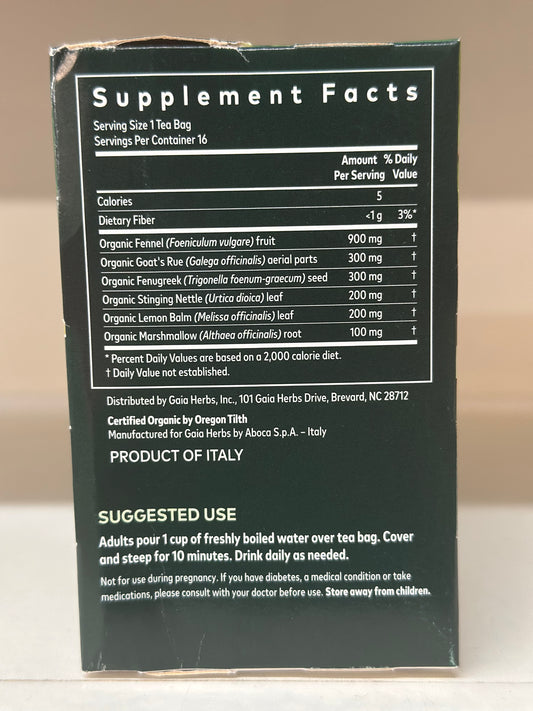 Supplement Facts
Serving Size 1 Tea Bag
Servings Per Container 16
Amount % Daily
Per Serving Value
Calories 5
Dietary Fiber <1 g 3%*
Organic Fennel (Foeniculum vulgare) fruit 900 mg †
Organic Goat's Rue (Galega officinalis) aerial parts 300 mg †
Organic Fenugreek (Trigonella foenum-graecum) seed 300 mg †
Organic Stinging Nettle (Urtica dioica) leaf 200 mg †
Organic Lemon Balm (Melissa officinalis) leaf 200 mg †
Organic Marshmallow (Althaea officinalis) root 100 mg †
* Percent Daily Values are based on a 2,000 calorie diet.
† Daily Value not established.
Distributed by Gaia Herbs, Inc., 101 Gaia Herbs Drive, Brevard, NC 28712
Certified Organic by Oregon Tilth
Manufactured for Gaia Herbs by Aboca S.p.A. – Italy
PRODUCT OF ITALY
SUGGESTED USE
Adults pour 1 cup of freshly boiled water over tea bag. Cover
and steep for 10 minutes. Drink daily as needed.
Not for use during pregnancy. If you have diabetes, a medical condition or take
medications, please consult with your doctor before use. Store away from children.